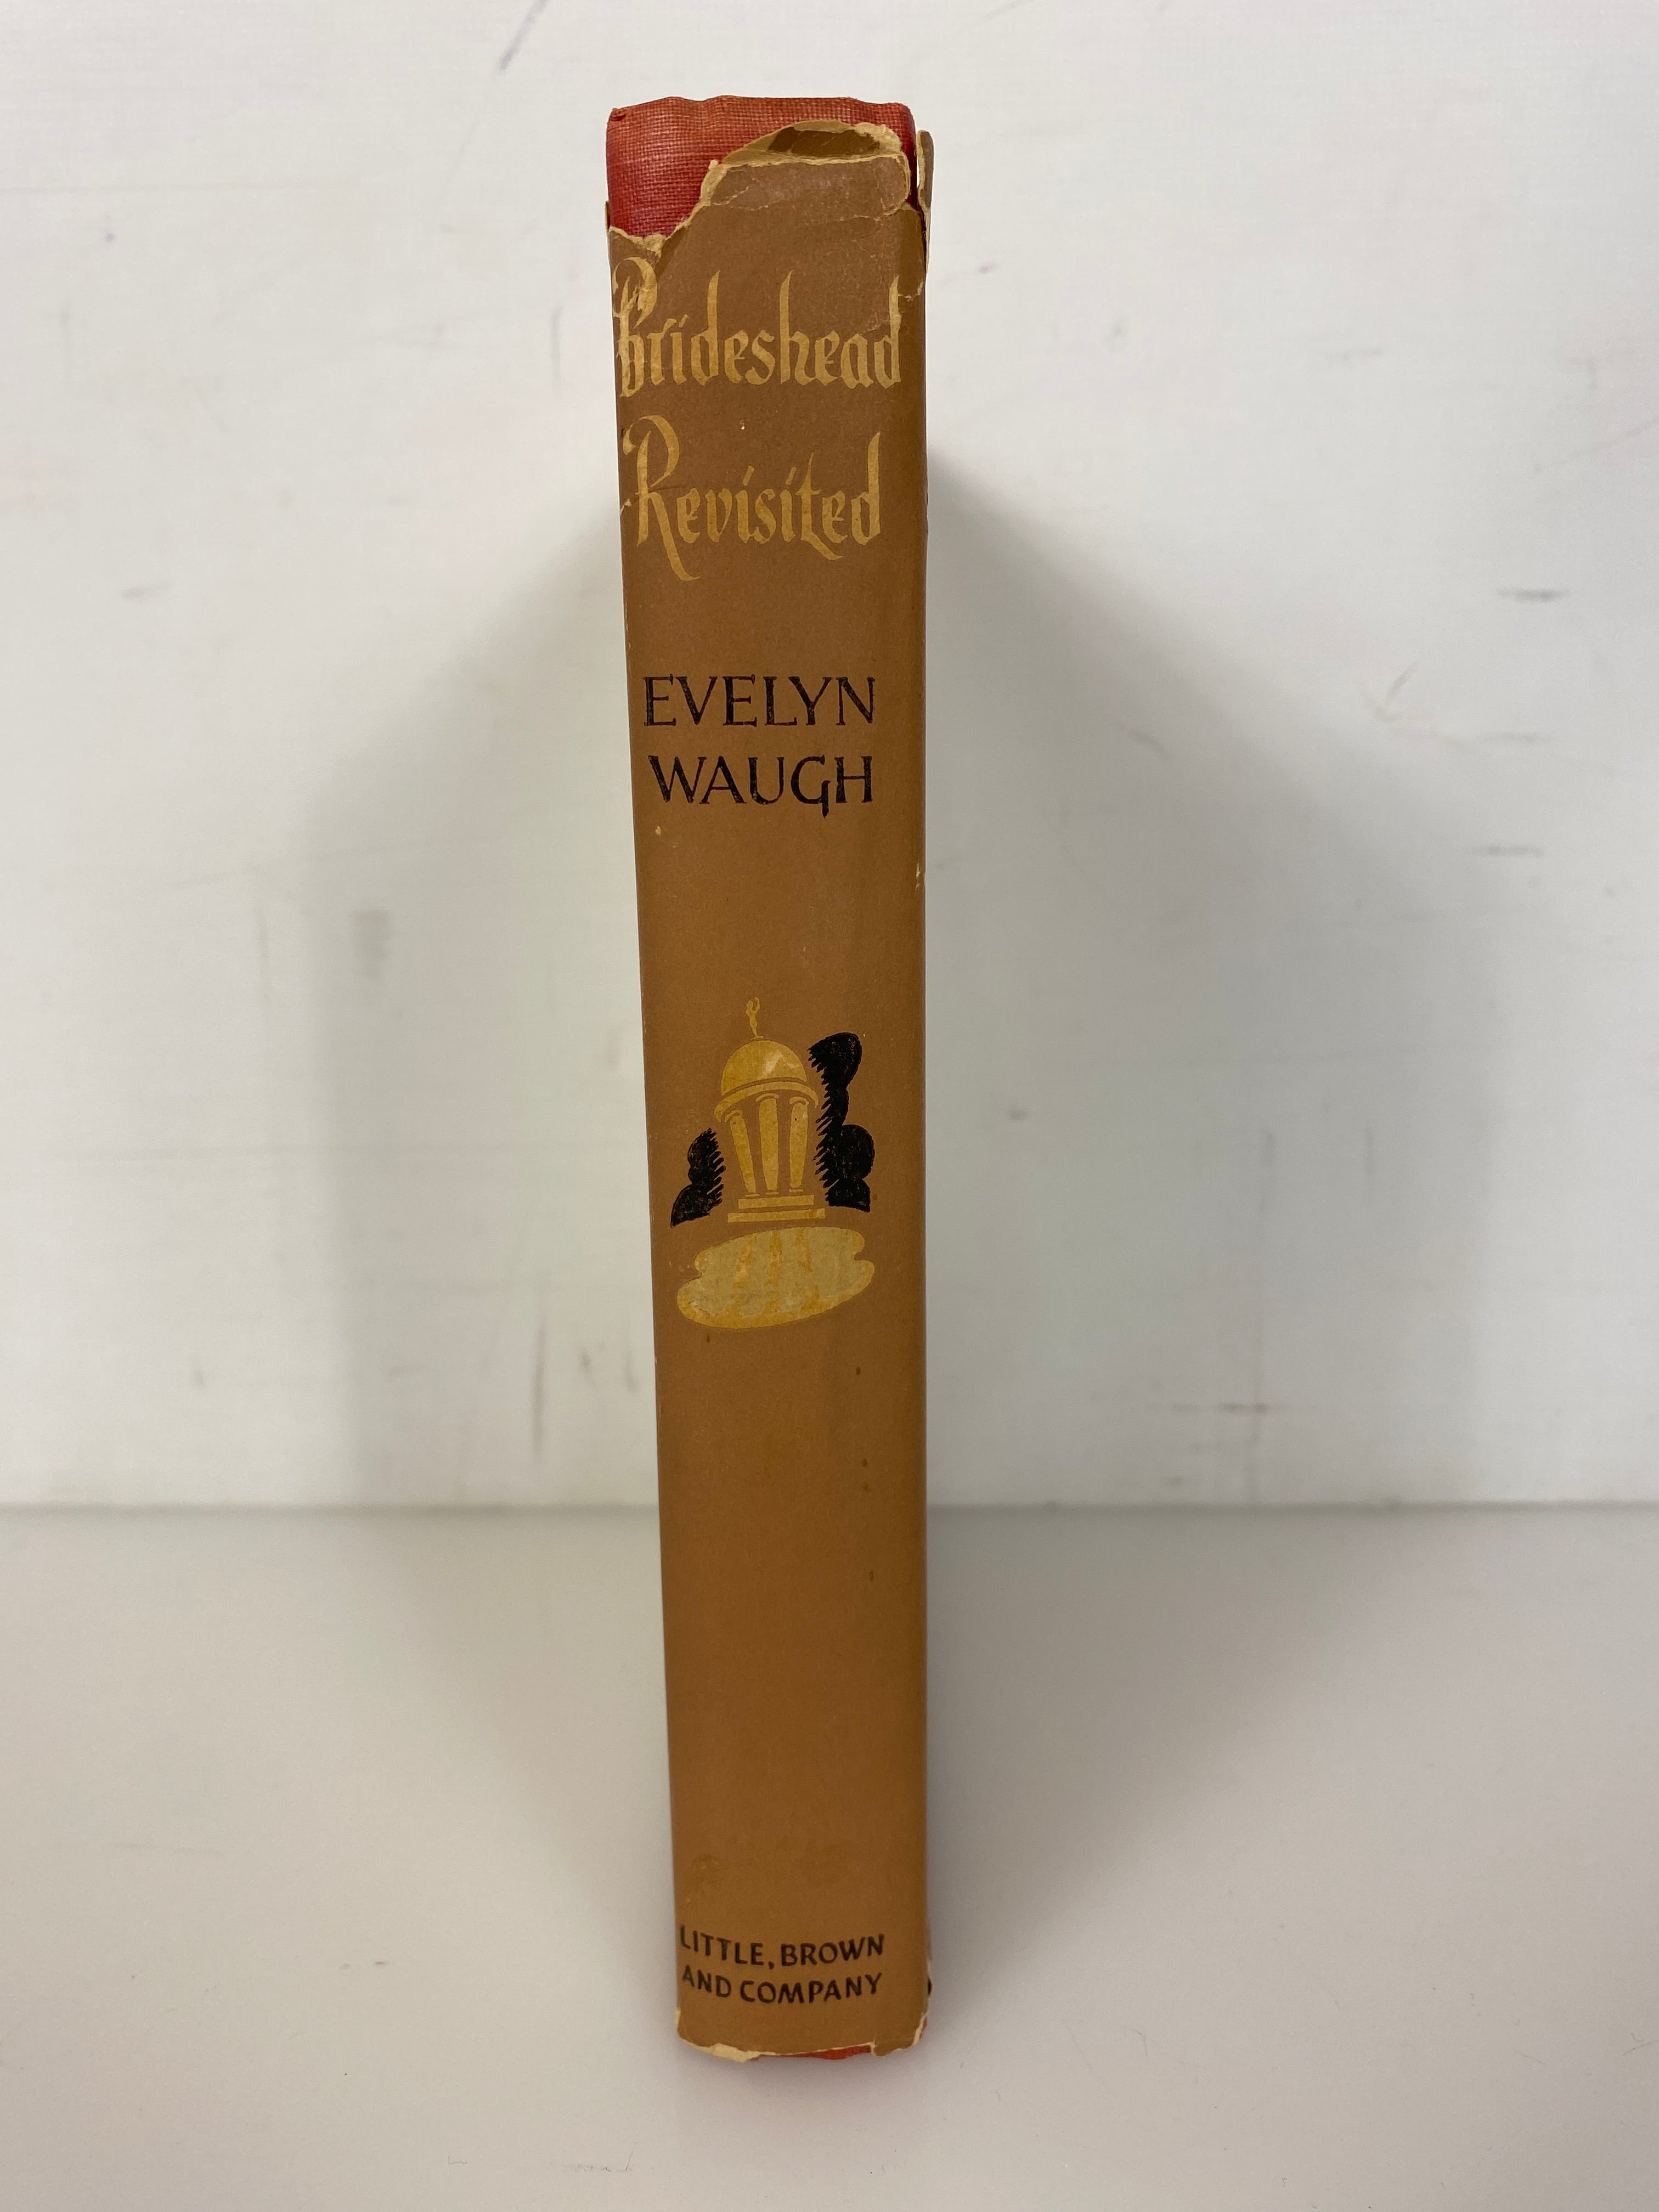 Brideshead
Revisited
EVELYN
WAUGH
LITTLE, BROWN
AND COMPANY